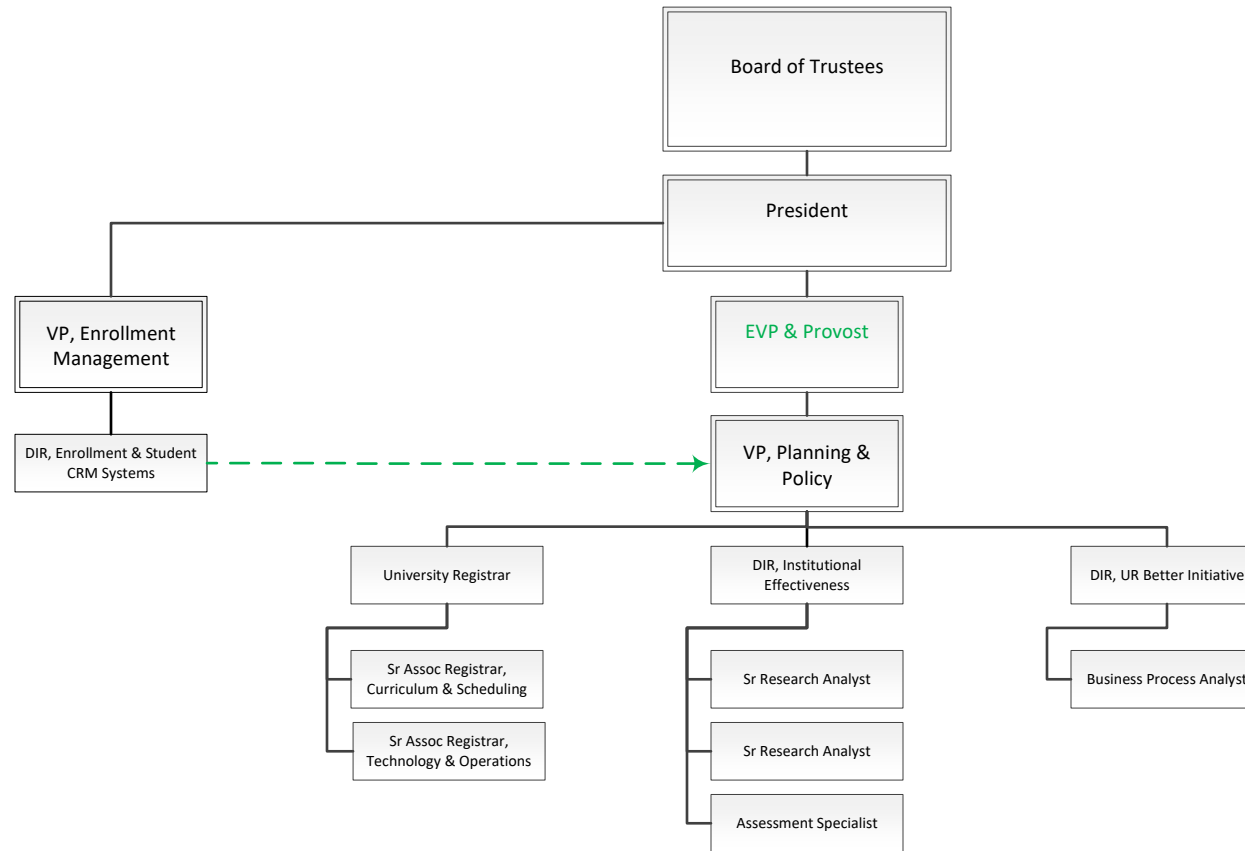 Board of Trustees
President
VP, Enrollment
Management
EVP & Provost
DIR, Enrollment & Student
CRM Systems
VP, Planning &
Policy
University Registrar
DIR, Institutional
Effectiveness
DIR, UR Better Initiative
Sr Assoc Registrar,
Curriculum & Scheduling
Sr Research Analyst
Business Process Analyst
Sr Assoc Registrar,
Technology & Operations
Sr Research Analyst
Assessment Specialist